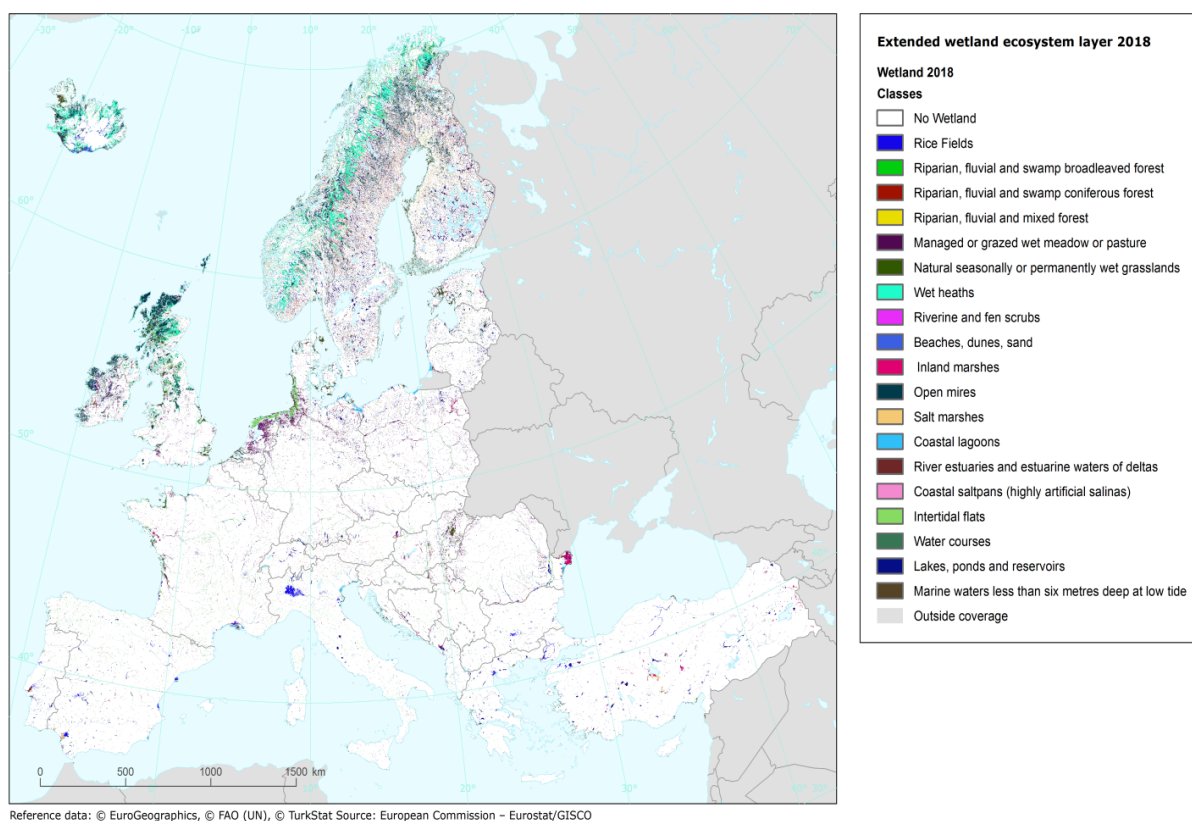 -30°
-20°
-10°
0°
10°
20°
30°
40°
50°
60°
70°
60°
50°
40°
0
500
1000
1500 km
10°
20°
30°
Extended wetland ecosystem layer 2018
Wetland 2018
Classes
No Wetland
Rice Fields
Riparian, fluvial and swamp broadleaved forest
Riparian, fluvial and swamp coniferous forest
Riparian, fluvial and mixed forest
Managed or grazed wet meadow or pasture
Natural seasonally or permanently wet grasslands
Wet heaths
Riverine and fen scrubs
Beaches, dunes, sand
Inland marshes
Open mires
Salt marshes
Coastal lagoons
River estuaries and estuarine waters of deltas
Coastal saltpans (highly artificial salinas)
Intertidal flats
Water courses
Lakes, ponds and reservoirs
Marine waters less than six metres deep at low tide
Outside coverage
Reference data: © EuroGeographics, © FAO (UN), © TurkStat Source: European Commission – Eurostat/GISCO